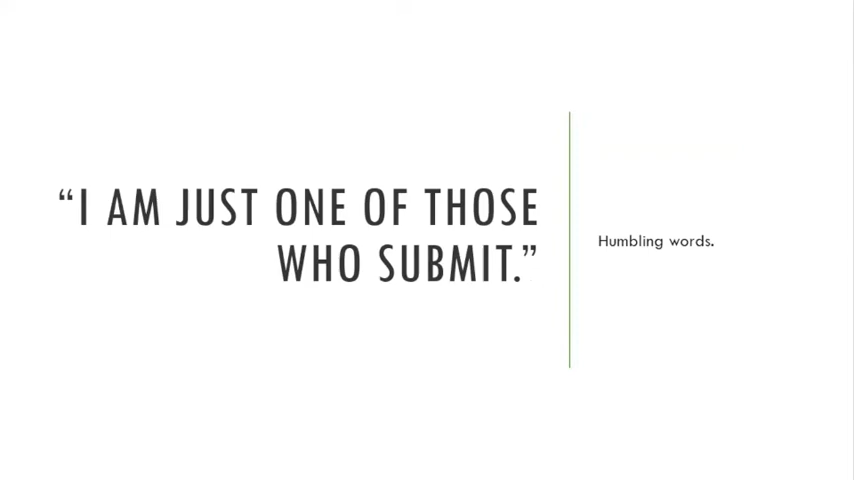 “I AM JUST ONE OF THOSE
WHO SUBMIT.”
Humbling words.